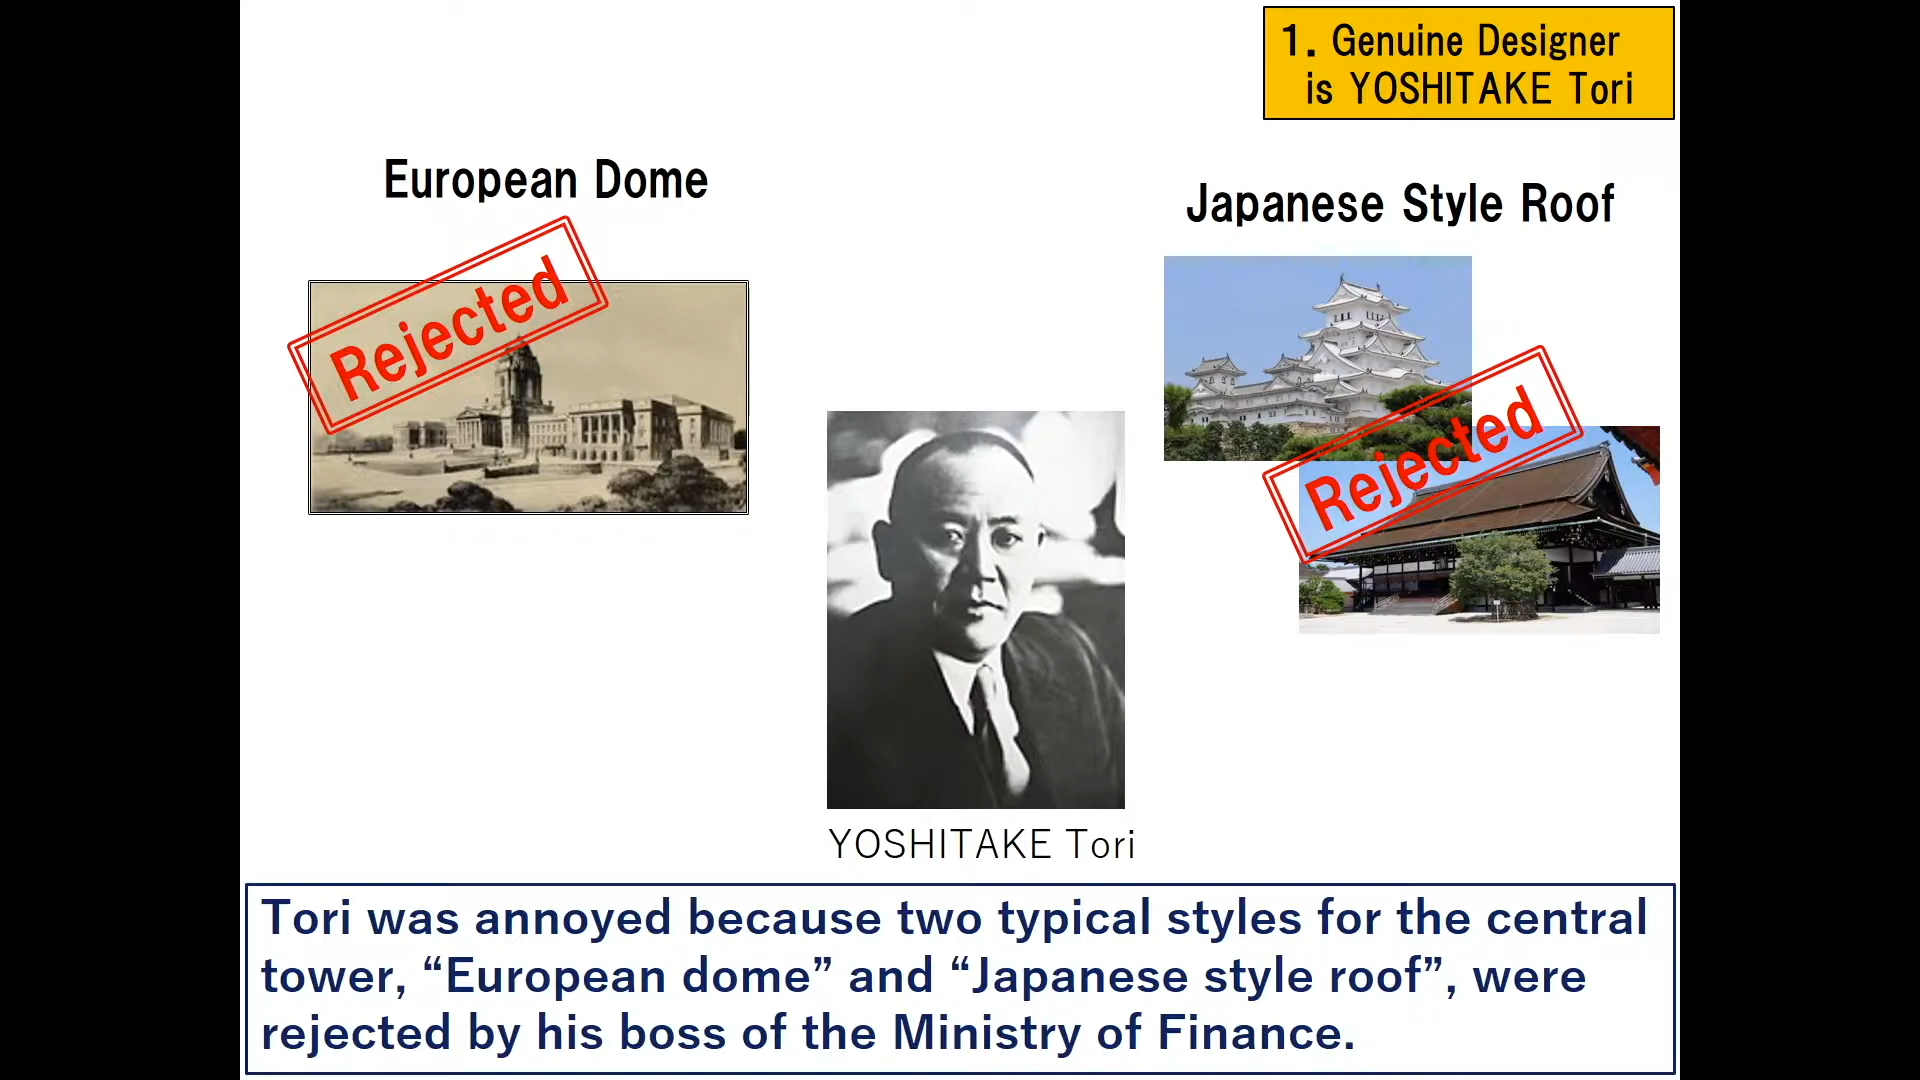 1. Genuine Designer
is YOSHITAKE Tori
European Dome
Rejected
Japanese Style Roof
Rejected
YOSHITAKE Tori
Tori was annoyed because two typical styles for the central
tower, “European dome” and “Japanese style roof”, were
rejected by his boss of the Ministry of Finance.